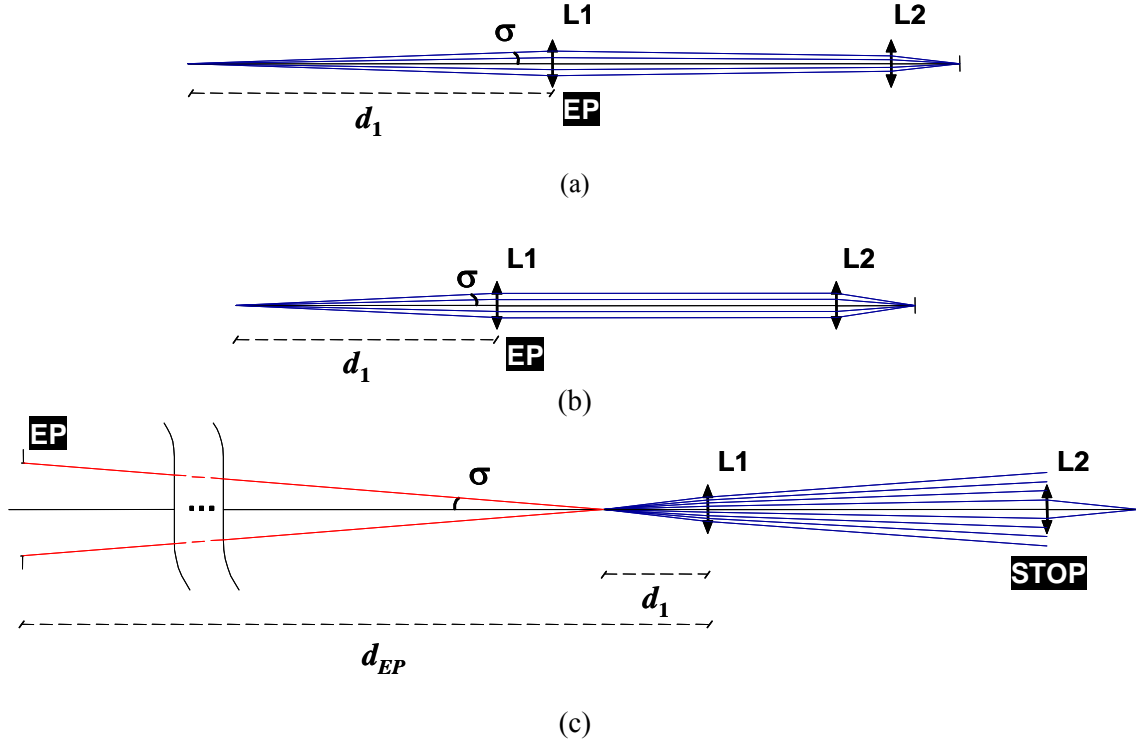 L1 L2
σ
EP
d1
(a)
L1 L2
σ
EP
d1
(b)
EP
...
σ
L1
L2
STOP
d1
dEP
(c)